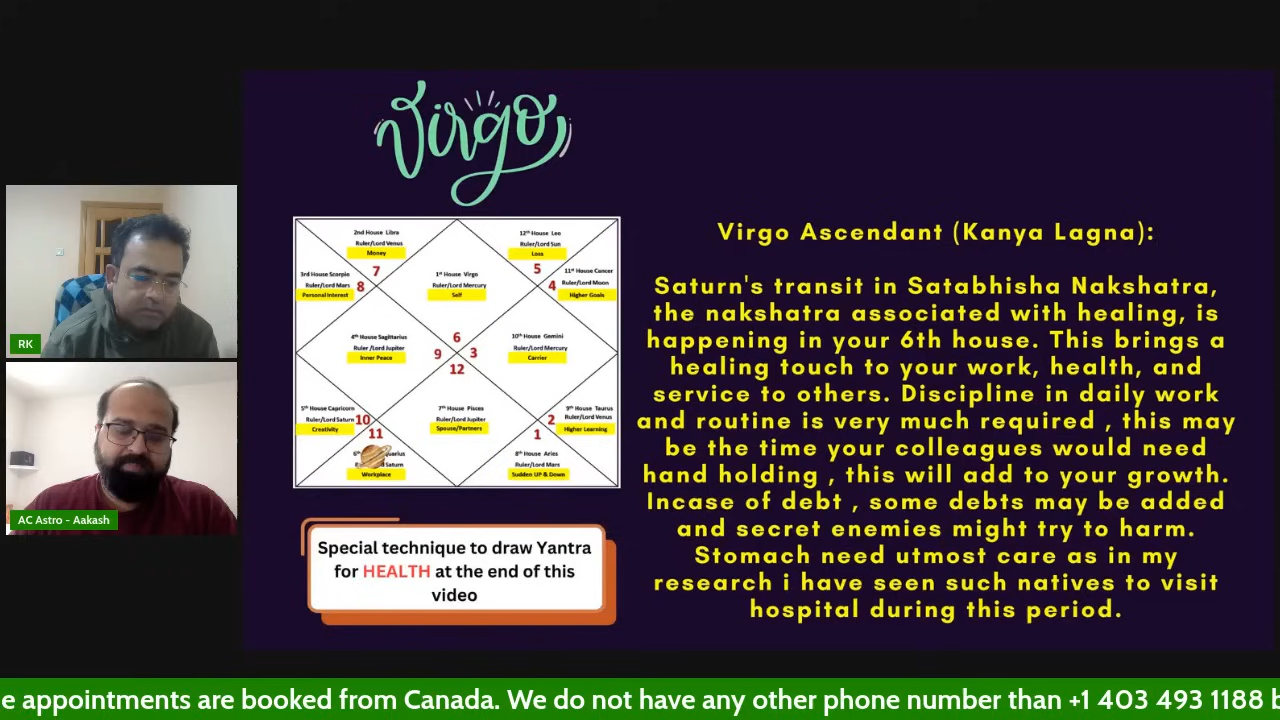 Virgo
2nd House Libra
Ruler/Lord Venus
Money
12th House Leo
Ruler/Lord Sun
Loss
7
5
3rd House Scorpio
Ruler/Lord Mars
Personal Interest
8
1st House Virgo
Ruler/Lord Mercury
Self
4
11th House Cancer
Ruler/Lord Moon
Higher Goals
4th House Sagittarius
Ruler /Lord Jupiter
Inner Peace
6
9
3
12
10th House Gemini
Ruler/Lord Mercury
Carrier
5th House Capricorn
Ruler/Lord Saturn
Creativity
10
11
7th House Pisces
Ruler/Lord Jupiter
Spouse/Partners
2
1
9th House Taurus
Ruler/Lord Venus
Higher Learning
Saturn
Workplace
8th House Aries
Ruler/Lord Mars
Sudden UP & Down
Special technique to draw Yantra
for HEALTH at the end of this
video
Virgo Ascendant (Kanya Lagna):
Saturn's transit in Satabhisha Nakshatra,
the nakshatra associated with healing, is
happening in your 6th house. This brings a
healing touch to your work, health, and
service to others. Discipline in daily work
and routine is very much required , this may
be the time your colleagues would need
hand holding , this will add to your growth.
Incase of debt , some debts may be added
and secret enemies might try to harm.
Stomach need utmost care as in my
research i have seen such natives to visit
hospital during this period.
RK
AC Astro - Aakash
e appointments are booked from Canada. We do not have any other phone number than +1 403 493 1188 b